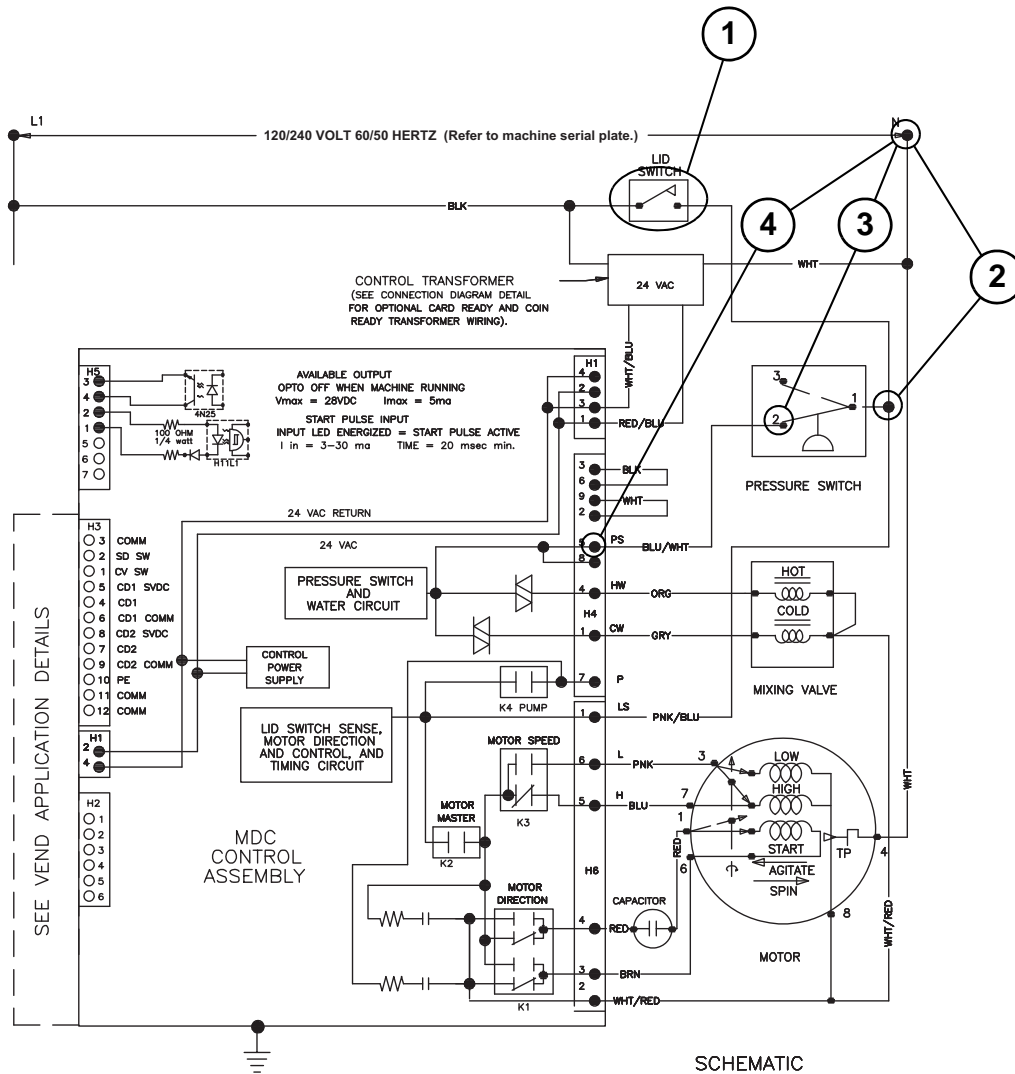 1
L1
120/240 VOLT 60/50 HERTZ (Refer to machine serial plate.)
N
LID
SWITCH
BLK
4
3
2
CONTROL TRANSFORMER
(SEE CONNECTION DIAGRAM DETAIL
FOR OPTIONAL CARD READY AND COIN
READY TRANSFORMER WIRING).
24 VAC
WHT
WHT/BLU
H5
3
4
2
1
5
6
7
4N25
100 OHM
1/4 watt
H11L1
AVAILABLE OUTPUT
OPTO OFF WHEN MACHINE RUNNING
Vmax = 28VDC Imax = 5ma
START PULSE INPUT
INPUT LED ENERGIZED = START PULSE ACTIVE
I in = 3-30 ma TIME = 20 msec min.
H1
4
2
3
1
RED/BLU
3
1
2
PRESSURE SWITCH
3
BLK
6
9
WHT
2
24 VAC RETURN
24 VAC
PS
BLU/WHT
8
PRESSURE SWITCH
AND
WATER CIRCUIT
4
HW
ORG
H4
1
CW
GRY
HOT
COLD
MIXING VALVE
SEE VEND APPLICATION DETAILS
H3
3 COMM
2 SD SW
1 CV SW
5 CD1 5VDC
4 CD1
6 CD1 COMM
8 CD2 5VDC
7 CD2
9 CD2 COMM
10 PE
11 COMM
12 COMM
CONTROL
POWER
SUPPLY
7
P
K4 PUMP
H1
2
4
LID SWITCH SENSE,
MOTOR DIRECTION
AND CONTROL, AND
TIMING CIRCUIT
1
LS
PNK/BLU
MOTOR SPEED
K3
6
L
PNK
5
H
BLU
H2
1
2
3
4
5
6
MDC
CONTROL
ASSEMBLY
MOTOR
MASTER
K2
H6
MOTOR
DIRECTION
K1
4
RED
CAPACITOR
RED
3
BRN
2
WHT/RED
3
7
1
6
LOW
HIGH
START
AGITATE
SPIN
TP
4
8
MOTOR
WHT
WHT/RED
SCHEMATIC